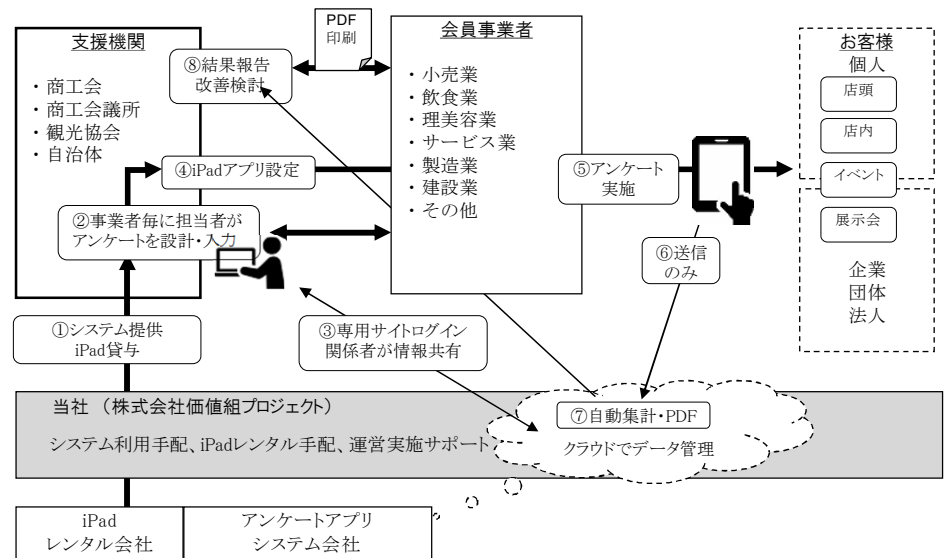 支援機関
・商工会
・商工会議所
・観光協会
・自治体
PDF
印刷
⑧結果報告
改善検討
会員事業者
・小売業
・飲食業
・理美容業
・サービス業
・製造業
・建設業
・その他
お客様
個人
店頭
店内
イベント
展示会
企業
団体
法人
④iPadアプリ設定
⑤アンケート
実施
②事業者毎に担当者が
アンケートを設計・入力
⑥送信
のみ
①システム提供
iPad貸与
③専用サイトログイン
関係者が情報共有
当社 （株式会社価値組プロジェクト）
システム利用手配、iPadレンタル手配、運営実施サポート
⑦自動集計・PDF
クラウドでデータ管理
iPad
レンタル会社
アンケートアプリ
システム会社